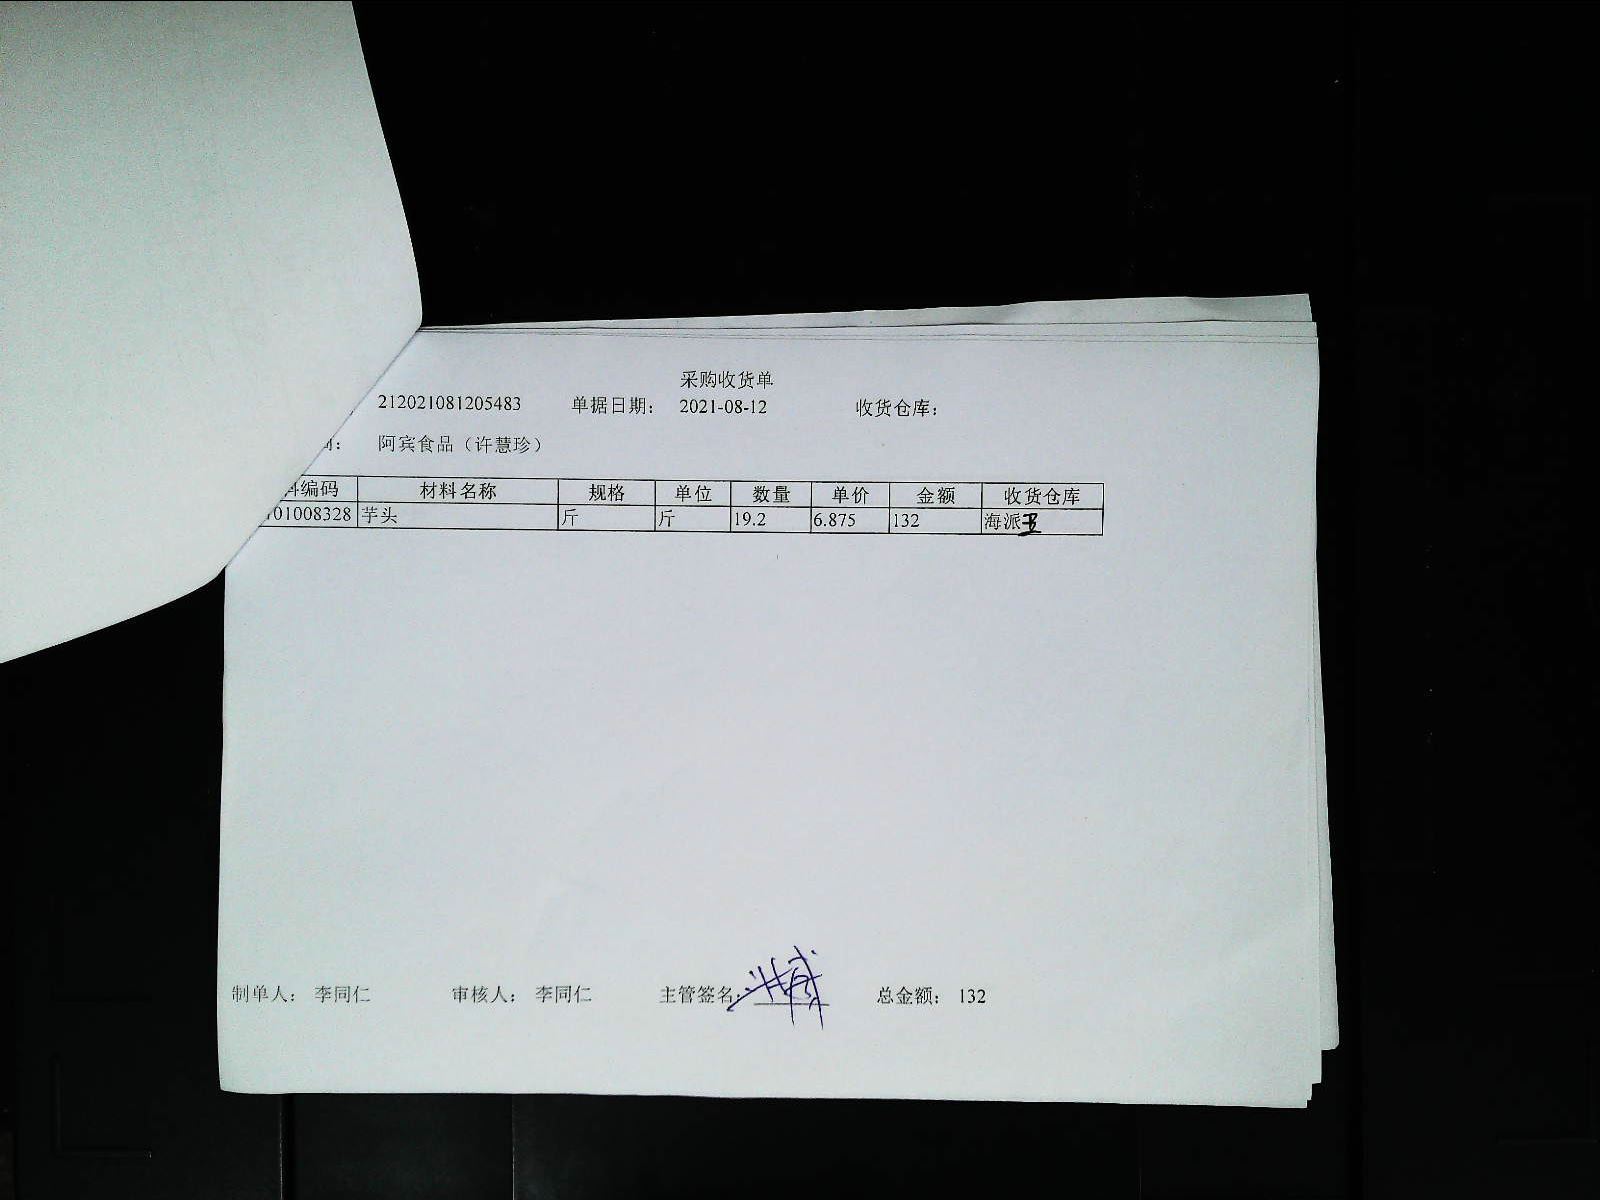 采购收货单
212021081205483 单据日期： 2021-08-12 收货仓库：
阿宾食品（许慧珍）
编码 材料名称 规格 单位 数量 单价 金额 收货仓库
01008328 芋头 斤 斤 19.2 6.875 132 海派
制单人： 李同仁 审核人： 李同仁 主管签名： 总金额： 132